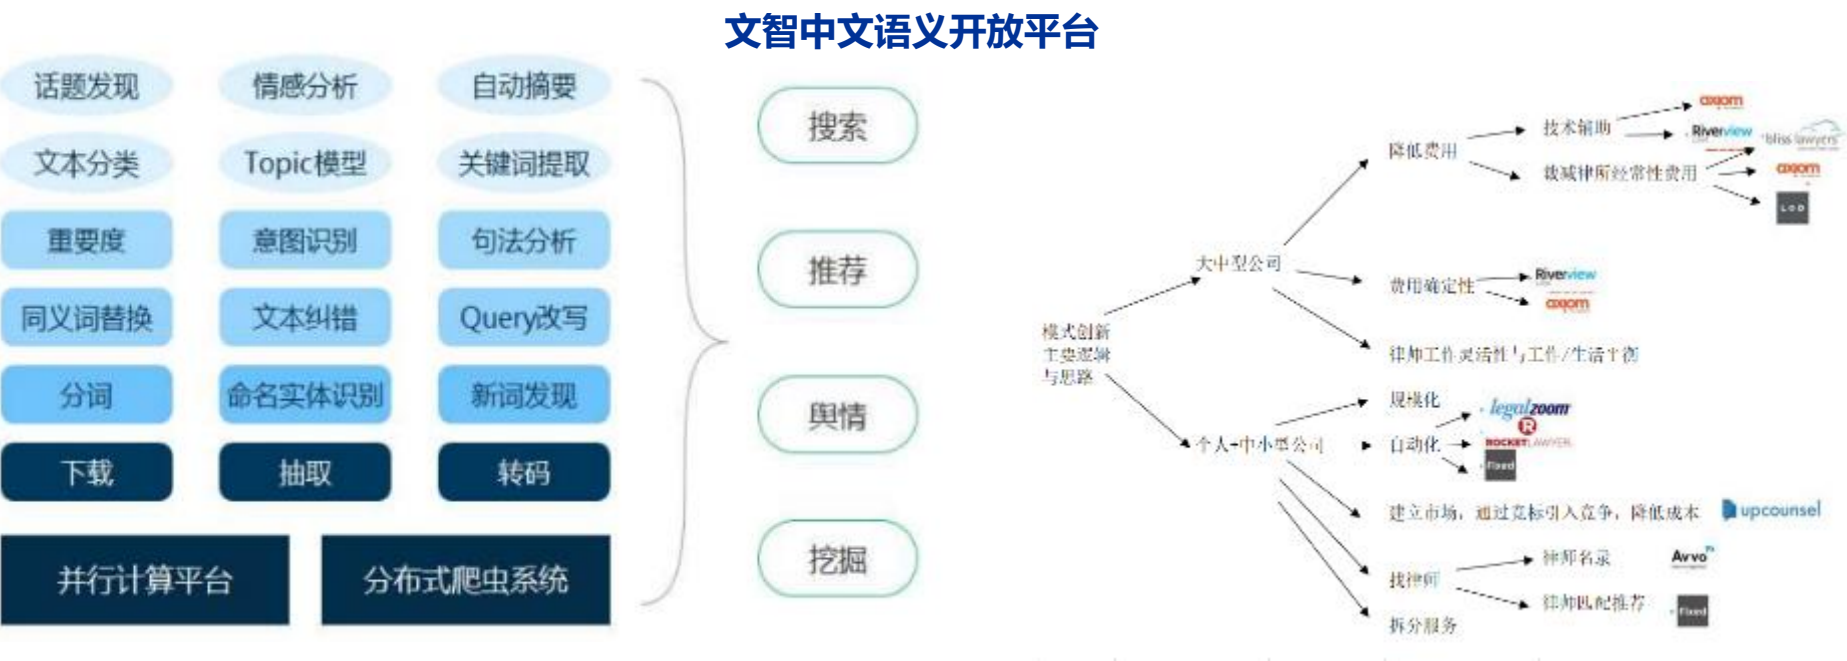 文智中文语义开放平台
话题发现 情感分析 自动摘要
文本分类 Topic模型 关键词提取
重要度 意图识别 句法分析
同义词替换 文本纠错 Query改写
分词 命名实体识别 新词发现
下载 抽取 转码
并行计算平台 分布式爬虫系统
搜索
推荐
舆情
挖掘
模式创新
主要逻辑
与思路
大中型公司
降低费用
技术辅助
axiom
Riverview
裁减律所经常性费用
bliss lawyers
axiom
LOD
费用确定性
Riverview
axiom
律师工作灵活性与工作/生活平衡
个人+中小型公司
规模化
自动化
legalzoom
R
ROCKET LAWYER
fixed
建立市场，通过竞标引入竞争，降低成本
upcounsel
找律师
律师名录
Avvo
律师匹配推荐
fixed
拆分服务